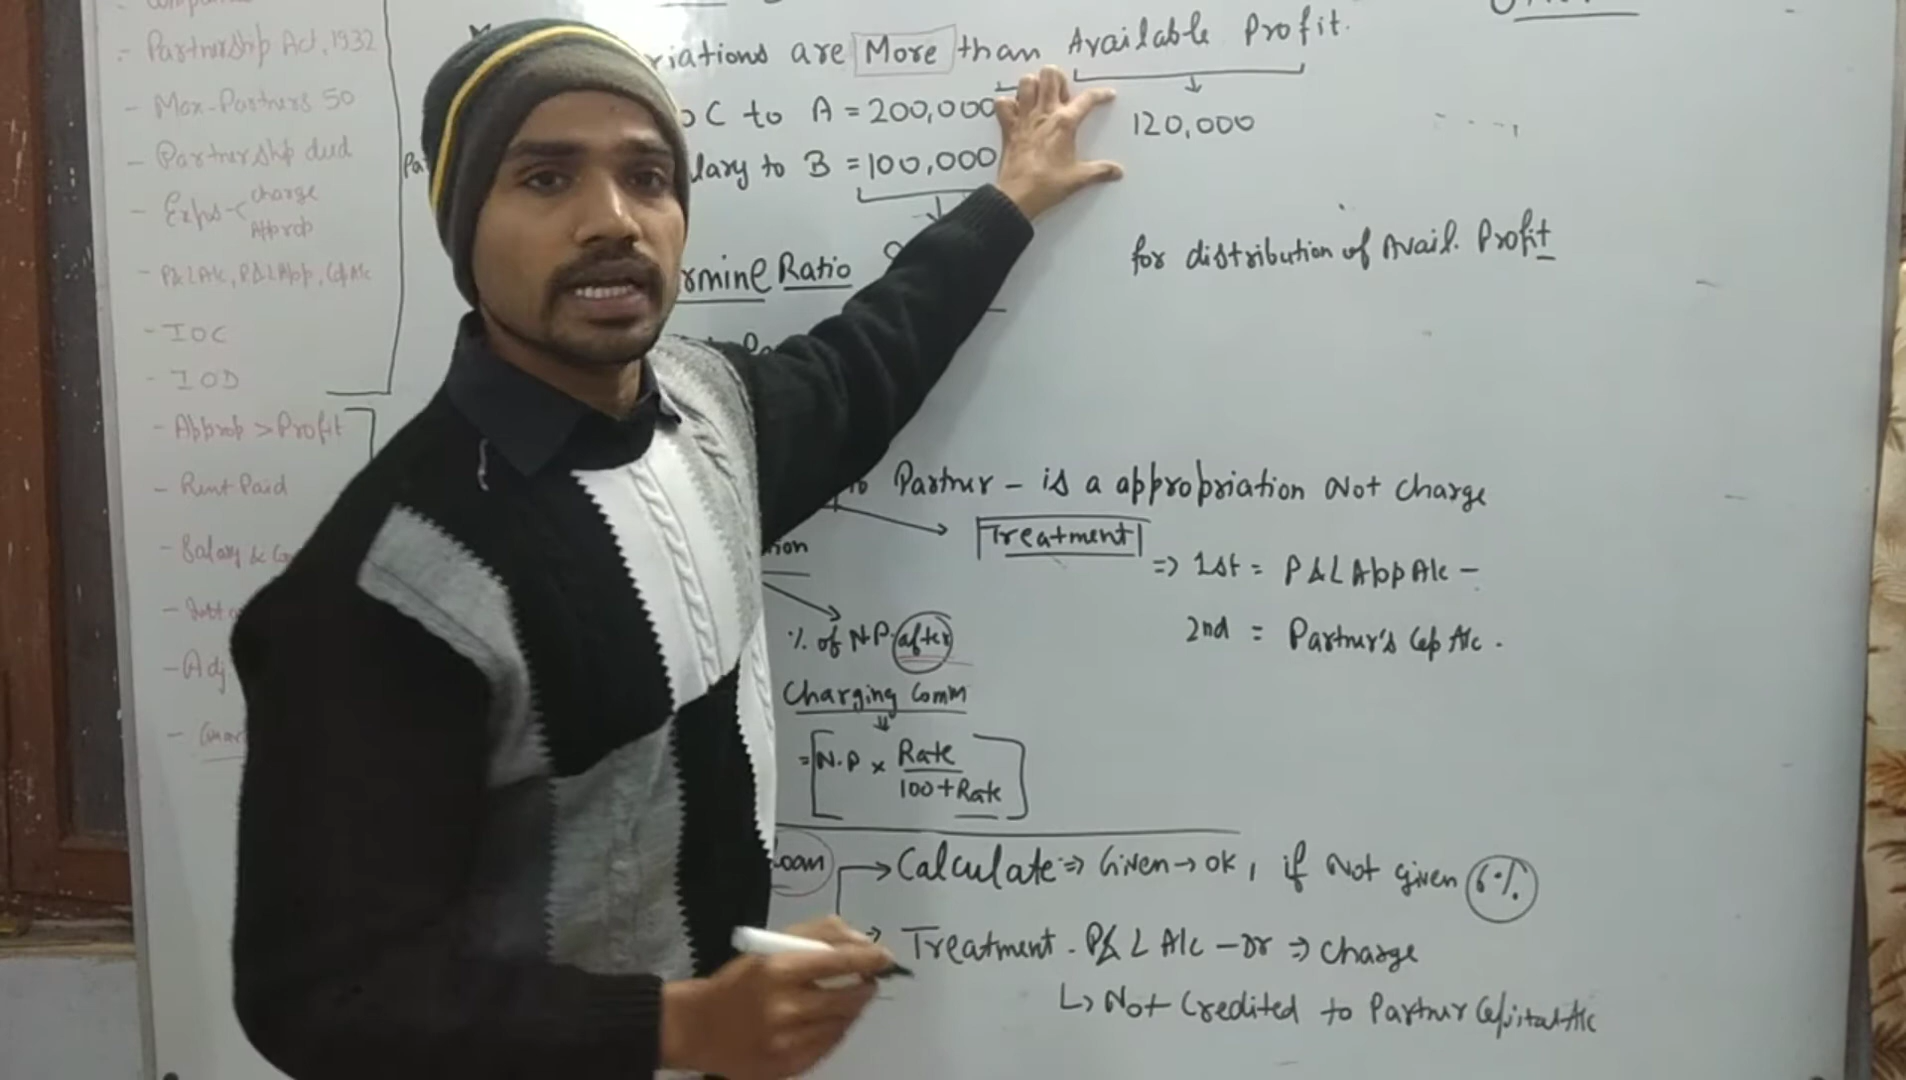 Partnership Act, 1932
- Max-Partners 50
- Partnership deed
- Exps - charge
Approp
- P&L A/c, P&L App, Cap A/c
- IOC
- IOD
- Approp > Profit
- Rent Paid
- Salary &
- Adj
riations are More than Available Profit.
OC to A = 200,000
120,000
lary to B = 100,000
rmine Ratio
for distribution of Avail. Profit
to Partner - is a appropriation Not charge
Treatment
=> 1st = P&L App A/c -
2nd = Partner's Cap A/c .
% of N.P. after
Charging Comm
= [N.P × Rate
100 + Rate]
Loan
Calculate => Given → OK, if Not given 6%
=> Treatment - P& L A/c - Dr => Charge
↳ Not Credited to Partner Capital A/c